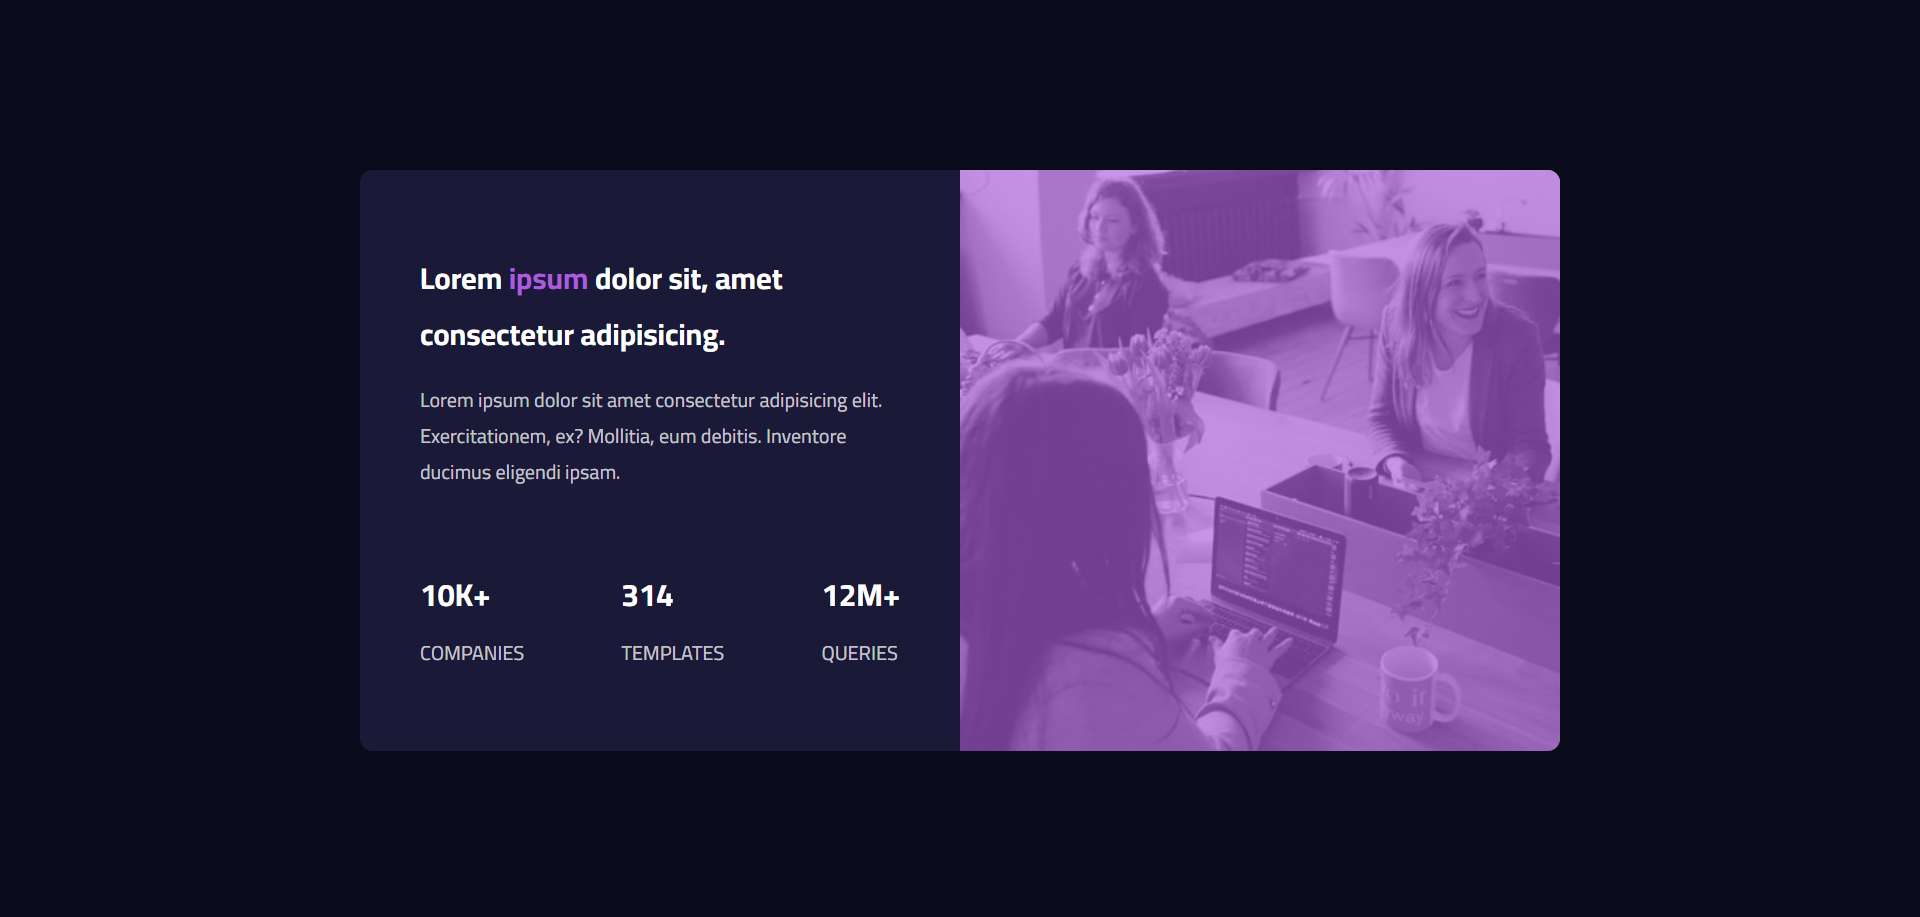 Lorem ipsum dolor sit, amet
consectetur adipisicing.
Lorem ipsum dolor sit amet consectetur adipisicing elit.
Exercitationem, ex? Mollitia, eum debitis. Inventore
ducimus eligendi ipsam.
10K+ 314 12M+
COMPANIES TEMPLATES QUERIES